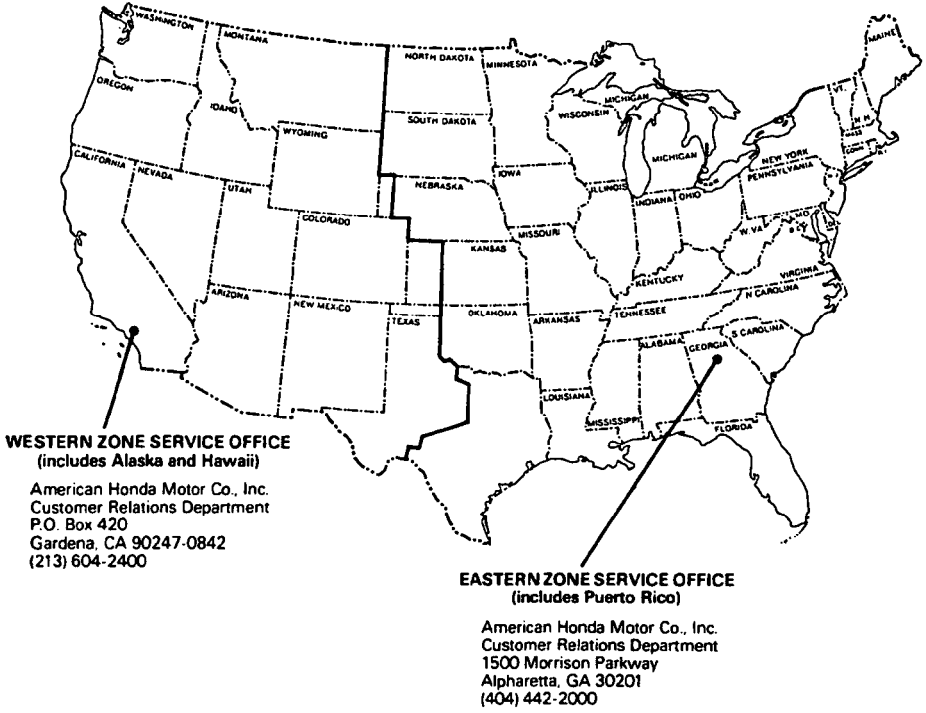 WASHINGTON
MONTANA
NORTH DAKOTA
MINNESOTA
MAINE
OREGON
IDAHO
MICHIGAN
VT.
WISCONSIN
SOUTH DAKOTA
N.H.
WYOMING
MASS
CONN
CALIFORNIA
NEVADA
UTAH
NEBRASKA
IOWA
MICHIGAN
NEW YORK
PENNSYLVANIA
ILLINOIS
INDIANA
OHIO
COLORADO
MISSOURI
W.VA.
MD
KANSAS
KENTUCKY
VIRGINIA
ARIZONA
NEW MEXICO
TEXAS
OKLAHOMA
ARKANSAS
TENNESSEE
N CAROLINA
S CAROLINA
ALABAMA
GEORGIA
LOUISIANA
MISSISSIPPI
FLORIDA
WESTERN ZONE SERVICE OFFICE
(includes Alaska and Hawaii)
American Honda Motor Co., Inc.
Customer Relations Department
P.O. Box 420
Gardena, CA 90247-0842
(213) 604-2400
EASTERN ZONE SERVICE OFFICE
(includes Puerto Rico)
American Honda Motor Co., Inc.
Customer Relations Department
1500 Morrison Parkway
Alpharetta, GA 30201
(404) 442-2000